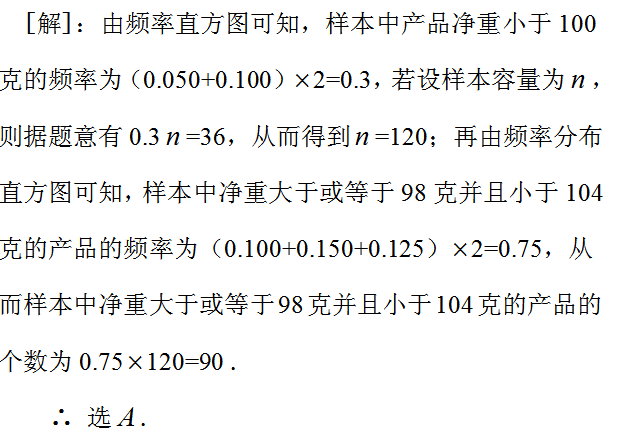 [解]：由频率直方图可知，样本中产品净重小于 100
克的频率为（0.050+0.100）×2=0.3，若设样本容量为 n，
则据题意有 0.3 n =36，从而得到 n =120；再由频率分布
直方图可知，样本中净重大于或等于 98 克并且小于 104
克的产品的频率为（0.100+0.150+0.125）×2=0.75，从
而样本中净重大于或等于 98 克并且小于 104 克的产品的
个数为 0.75×120=90 .
∴ 选 A .